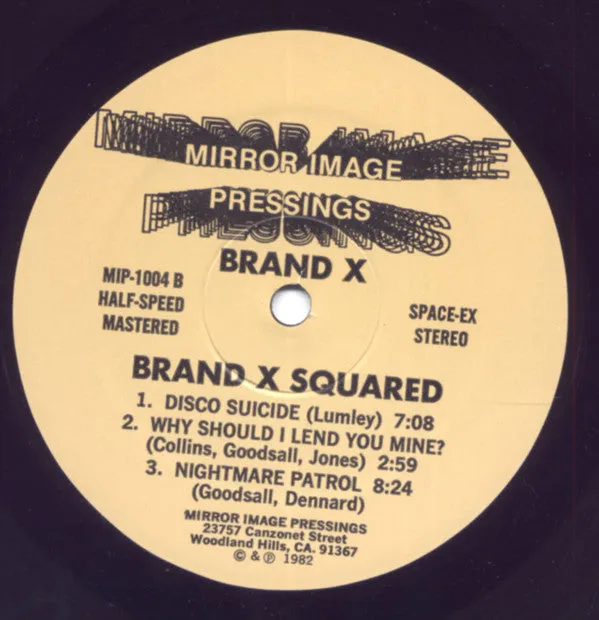 MIRROR IMAGE
PRESSINGS
BRAND X
MIP-1004 B
HALF-SPEED
MASTERED
SPACE-EX
STEREO
BRAND X SQUARED
1. DISCO SUICIDE (Lumley) 7:08
2. WHY SHOULD I LEND YOU MINE?
(Collins, Goodsall, Jones) 2:59
3. NIGHTMARE PATROL 8:24
(Goodsall, Dennard)
MIRROR IMAGE PRESSINGS
23757 Canzonet Street
Woodland Hills, CA. 91367
© & ℗ 1982